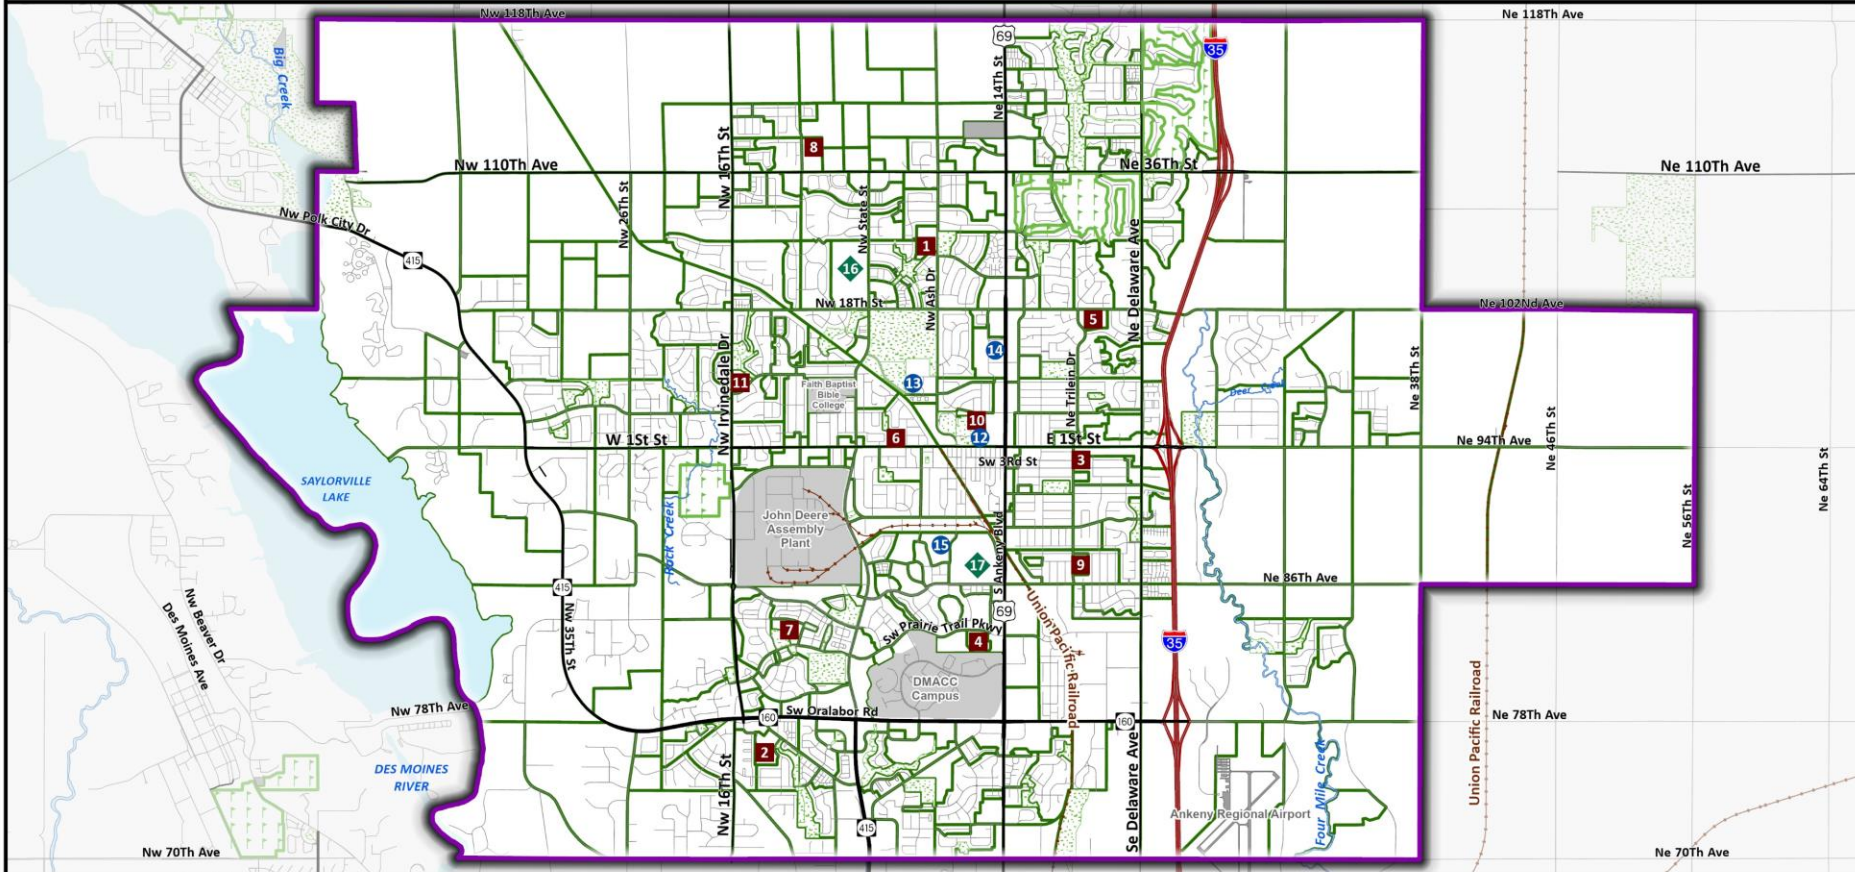 Nw 118Th Ave
Ne 118Th Ave
69
35
Big Creek
Ne 14Th St
Nw 16Th St
8
Nw 110Th Ave
Ne 36Th St
Ne 110Th Ave
Nw Polk City Dr
Nw 26Th St
Nw State St
415
1
16
Nw Ash Dr
Ne Delaware Ave
Nw 18Th St
Ne 102Nd Ave
5
14
Nw Irvinedale Dr
11
Faith Baptist
Bible
College
13
Ne Trilein Dr
Deer Creek
Ne 38Th St
10
6
12
W 1St St
E 1St St
Ne 94Th Ave
Ne 46Th St
Sw 3Rd St
3
SAYLORVILLE
LAKE
Ne 64Th St
John Deere
Assembly
Plant
Rock Creek
S Ankeny Blvd
Ne 56Th St
15
17
9
Ne 86Th Ave
415
69
Nw Beaver Dr
Des Moines Ave
Nw 35Th St
7
Sw Prairie Trail Pkwy
4
Union Pacific Railroad
35
DMACC
Campus
Nw 78Th Ave
Sw Oralabor Rd
160
160
Ne 78Th Ave
Union Pacific Railroad
2
DES MOINES
RIVER
Nw 16Th St
Se Delaware Ave
Four Mile Creek
Ankeny Regional Airport
415
Nw 70Th Ave
Ne 70Th Ave